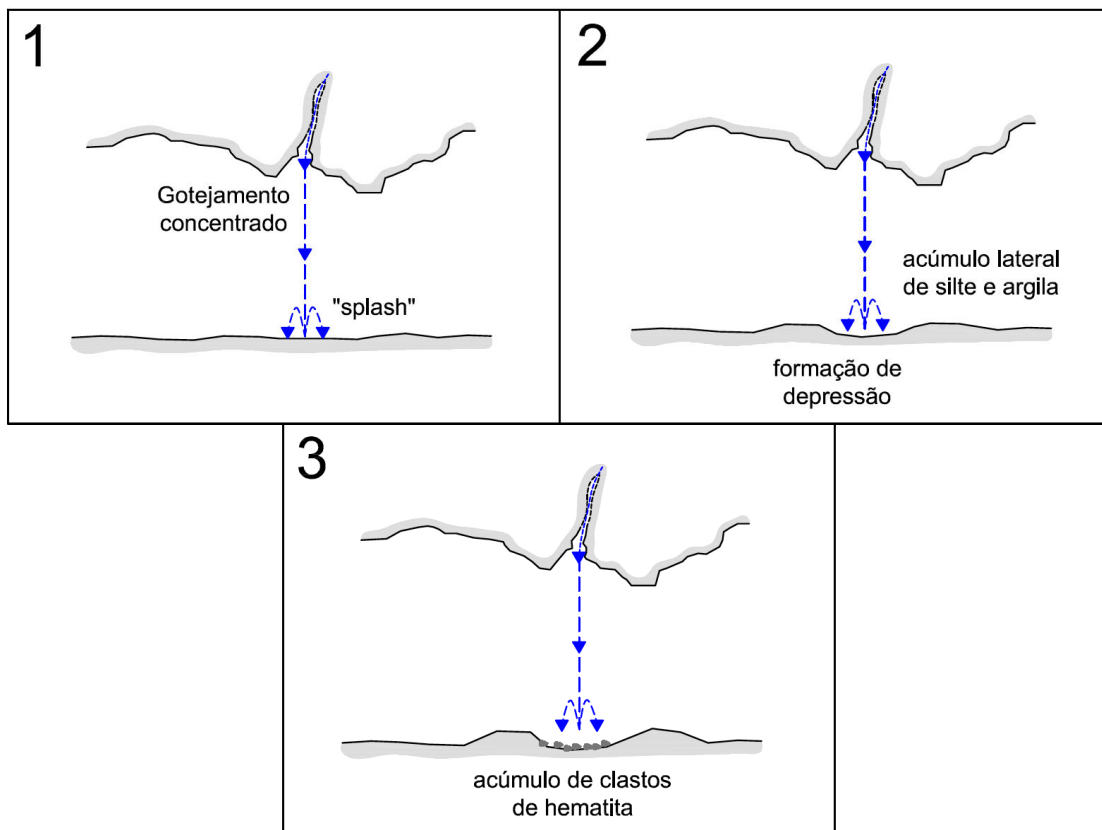 1
Gotejamento
concentrado
"splash"
2
acúmulo lateral
de silte e argila
formação de
depressão
3
acúmulo de clastos
de hematita